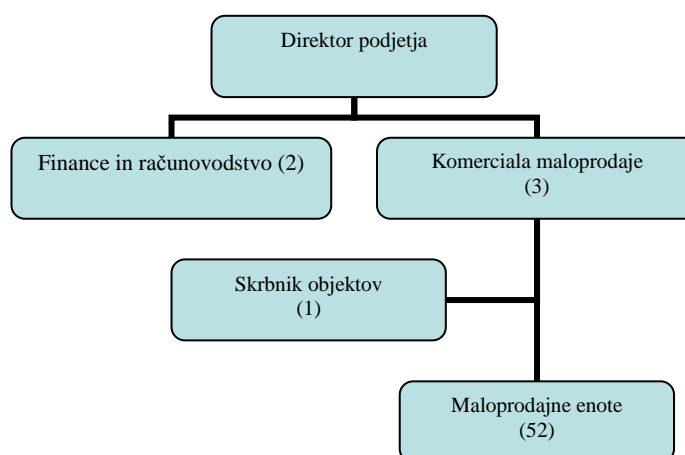 Direktor podjetja
Finance in računovodstvo (2)
Komerciala maloprodaje
(3)
Skrbnik objektov
(1)
Maloprodajne enote
(52)